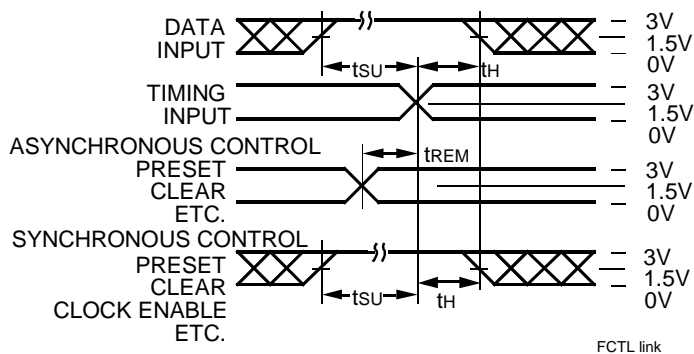 DATA
INPUT
3V
1.5V
0V
tSU
tH
TIMING
INPUT
3V
1.5V
0V
ASYNCHRONOUS CONTROL
tREM
PRESET
CLEAR
ETC.
3V
1.5V
0V
SYNCHRONOUS CONTROL
PRESET
CLEAR
CLOCK ENABLE
ETC.
3V
1.5V
0V
tSU
tH
FCTL link